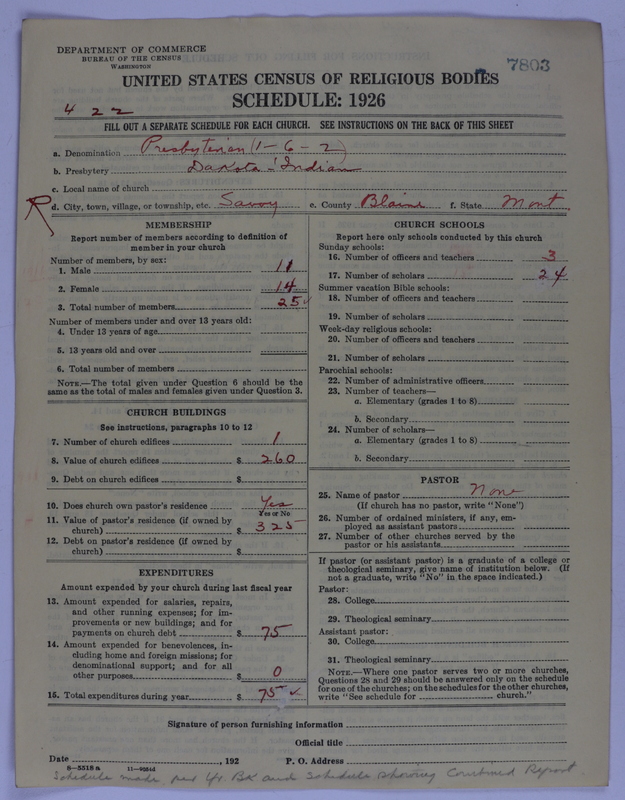 DEPARTMENT OF COMMERCE
BUREAU OF THE CENSUS
WASHINGTON
7803
UNITED STATES CENSUS OF RELIGIOUS BODIES
SCHEDULE: 1926
4 22
FILL OUT A SEPARATE SCHEDULE FOR EACH CHURCH. SEE INSTRUCTIONS ON THE BACK OF THIS SHEET
a. Denomination Presbyterian (1-6-2)
b. Presbytery Dakota-Indian
c. Local name of church
R d. City, town, village, or township, etc. Savoy e. County Blaine f. State Mont
MEMBERSHIP
Report number of members according to definition of
member in your church
Number of members, by sex:
1. Male 11
2. Female 14
3. Total number of members 25 ✓
Number of members under and over 13 years old:
4. Under 13 years of age
5. 13 years old and over
6. Total number of members
NOTE.—The total given under Question 6 should be the
same as the total of males and females given under Question 3.
CHURCH BUILDINGS
See instructions, paragraphs 10 to 12
7. Number of church edifices 1
8. Value of church edifices $ 260
9. Debt on church edifices $
10. Does church own pastor's residence Yes
Yes or No
11. Value of pastor's residence (if owned by
church) $ 325
12. Debt on pastor's residence (if owned by
church) $
EXPENDITURES
Amount expended by church during last fiscal year
13. Amount expended for salaries, repairs,
and other running expenses; for im-
provements or new buildings; and for
payments on church debt $ 75
14. Amount expended for benevolences, in-
cluding home and foreign missions; for
denominational support; and for all
other purposes $ 0
15. Total expenditures during year $ 75 ✓
CHURCH SCHOOLS
Report here only schools conducted by this church
Sunday schools:
16. Number of officers and teachers 3
17. Number of scholars 24
Summer vacation Bible schools:
18. Number of officers and teachers
19. Number of scholars
Week-day religious schools:
20. Number of officers and teachers
21. Number of scholars
Parochial schools:
22. Number of administrative officers
23. Number of teachers—
a. Elementary (grades 1 to 8)
b. Secondary
24. Number of scholars—
a. Elementary (grades 1 to 8)
b. Secondary
PASTOR
25. Name of pastor None
(If church has no pastor, write "None")
26. Number of ordained ministers, if any, em-
ployed as assistant pastors
27. Number of other churches served by the
pastor or his assistants
If pastor (or assistant pastor) is a graduate of a college or
theological seminary, give name of institution below. (If
not a graduate, write "No" in the space indicated.)
Pastor:
28. College
29. Theological seminary
Assistant pastor:
30. College
31. Theological seminary
NOTE.—Where one pastor serves two or more churches,
Questions 28 and 29 should be answered only on the schedule
for one of the churches; on the schedules for the other churches,
write "See schedule for church."
Signature of person furnishing information
Official title
Date , 192 P. O. Address
8—5518 a
Schedule made per Yr. Bk and Schedule showing Combined Report.